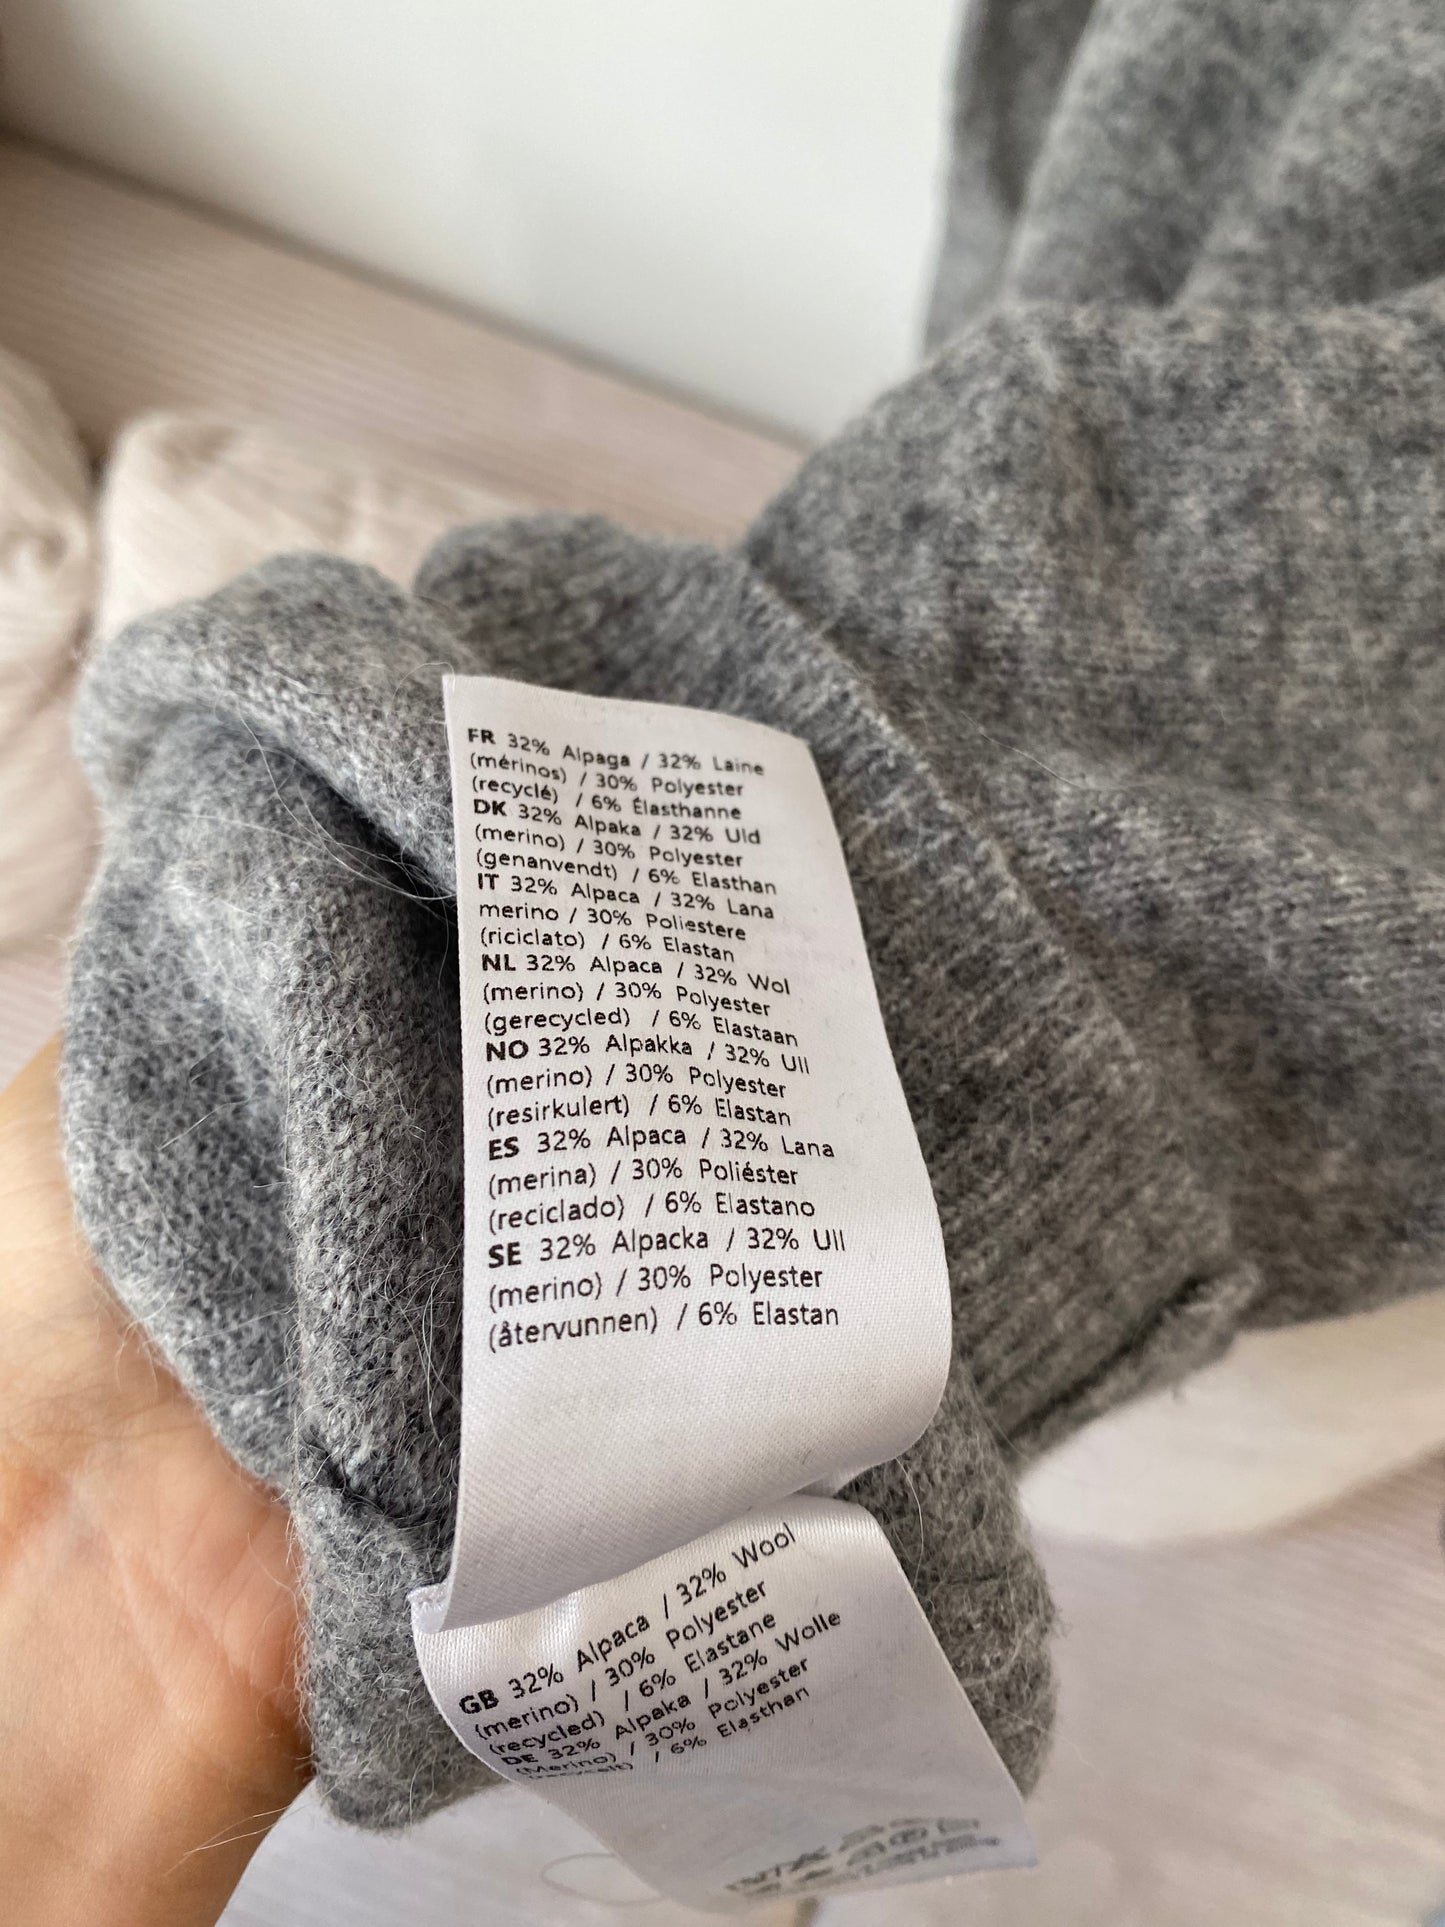 FR 32% Alpaga / 32% Laine
(mérinos) / 30% Polyester
(recyclé) / 6% Élasthanne
DK 32% Alpaka / 32% Uld
(merino) / 30% Polyester
(genanvendt) / 6% Elasthan
IT 32% Alpaca / 32% Lana
merino / 30% Poliestere
(riciclato) / 6% Elastan
NL 32% Alpaca / 32% Wol
(merino) / 30% Polyester
(gerecycled) / 6% Elastaan
NO 32% Alpakka / 32% Ull
(merino) / 30% Polyester
(resirkulert) / 6% Elastan
ES 32% Alpaca / 32% Lana
(merina) / 30% Poliéster
(reciclado) / 6% Elastano
SE 32% Alpacka / 32% Ull
(merino) / 30% Polyester
(återvunnen) / 6% Elastan
GB 32% Alpaca / 32% Wool
(merino) / 30% Polyester
(recycled) / 6% Elastane
DE 32% Alpaka / 32% Wolle
(Merino) / 30% Polyester
/ 6% Elasthan